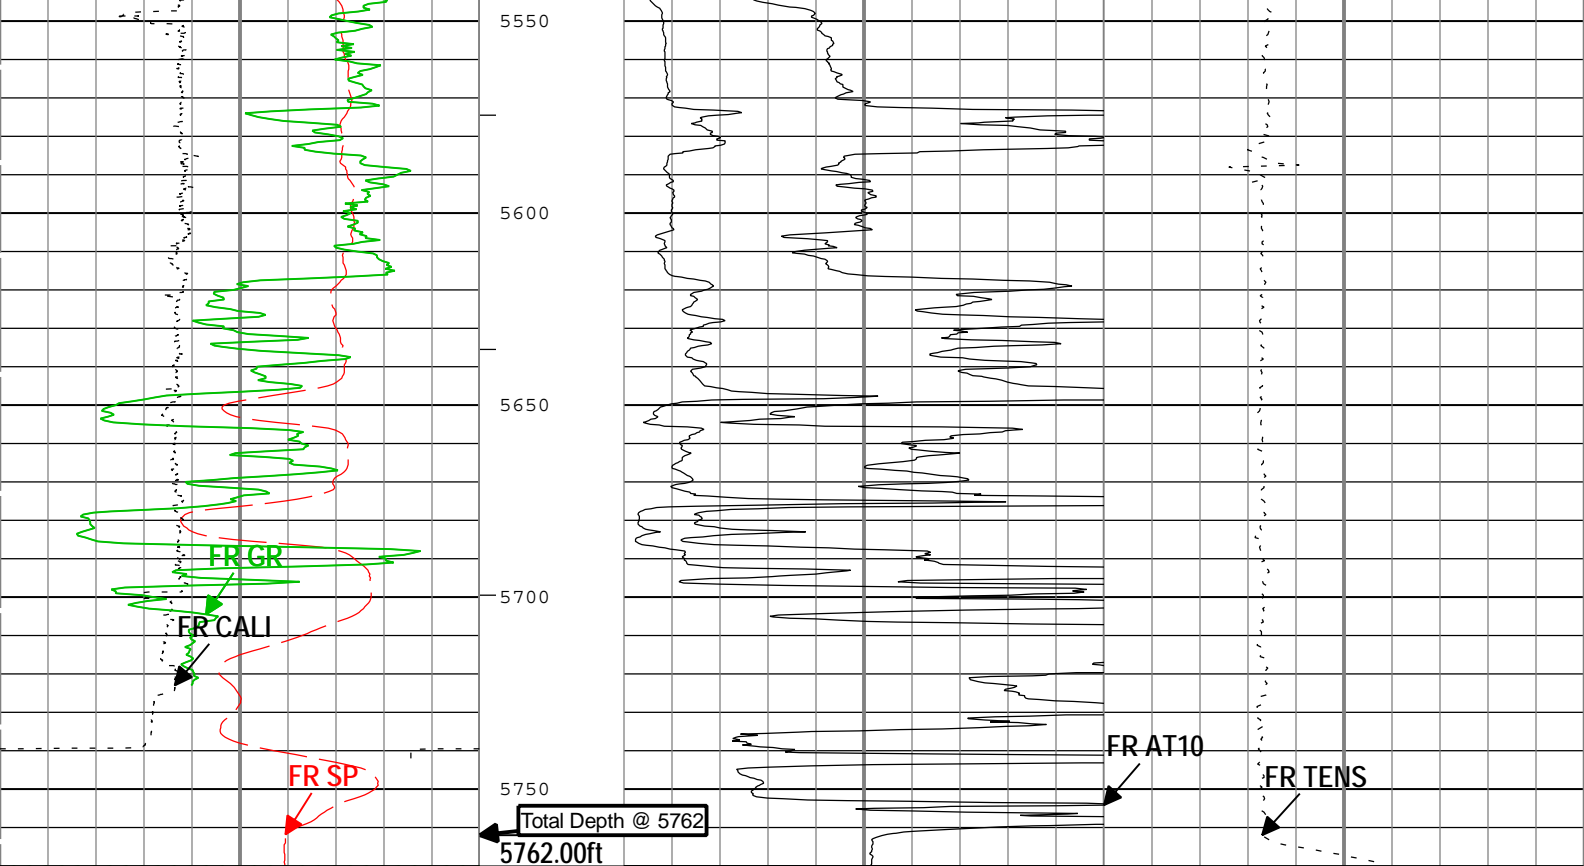 5550
5600
5650
FR GR
5700
FR CALI
FR AT10
FR SP
FR TENS
5750
Total Depth @ 5762
5762.00ft